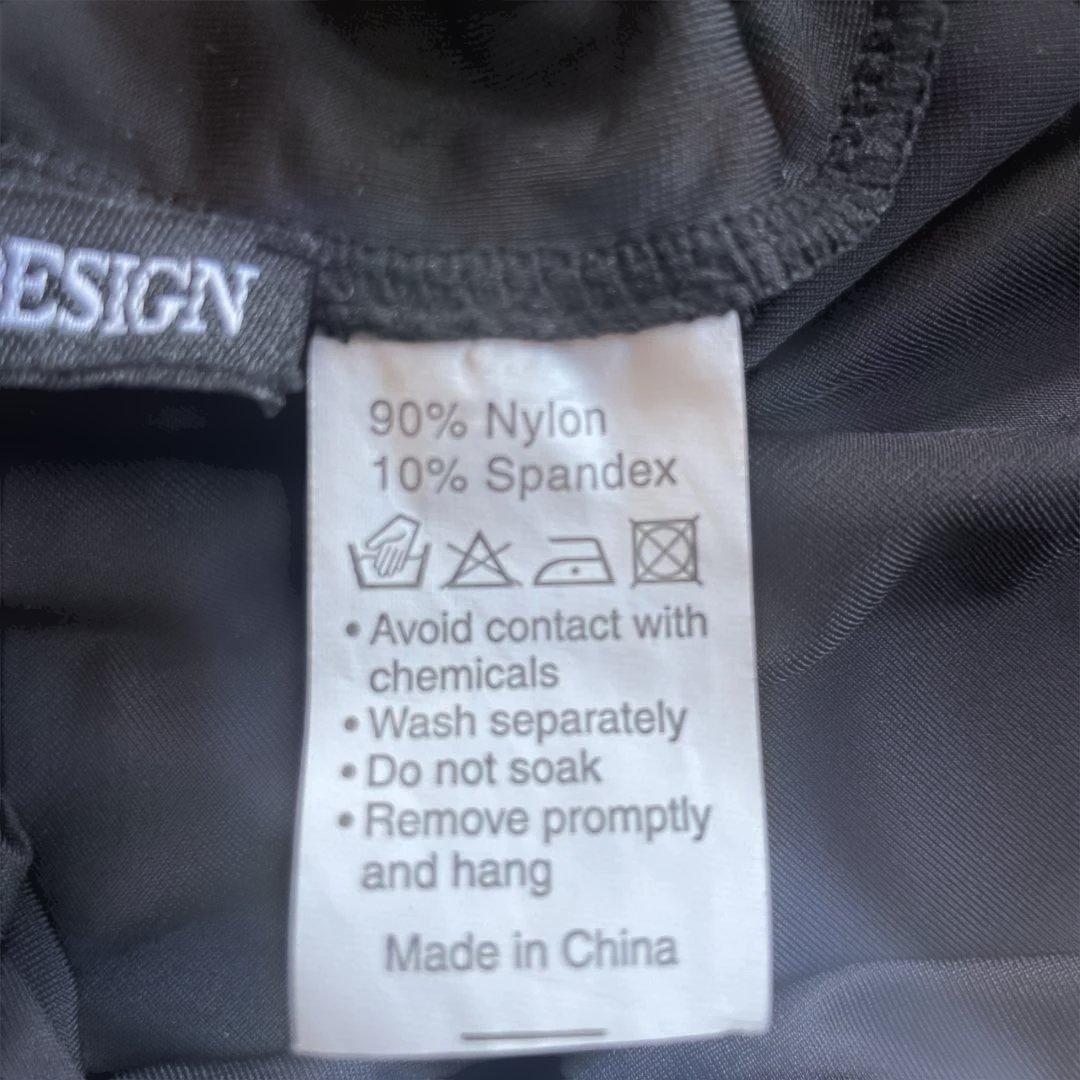 DESIGN
90% Nylon
10% Spandex
• Avoid contact with
chemicals
• Wash separately
• Do not soak
• Remove promptly
and hang
Made in China